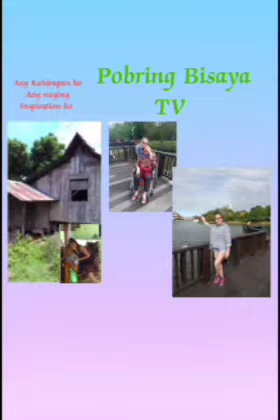 Pobring Bisaya
TV
Ang Kahirapan ko
Ang naging
Inspiration ko